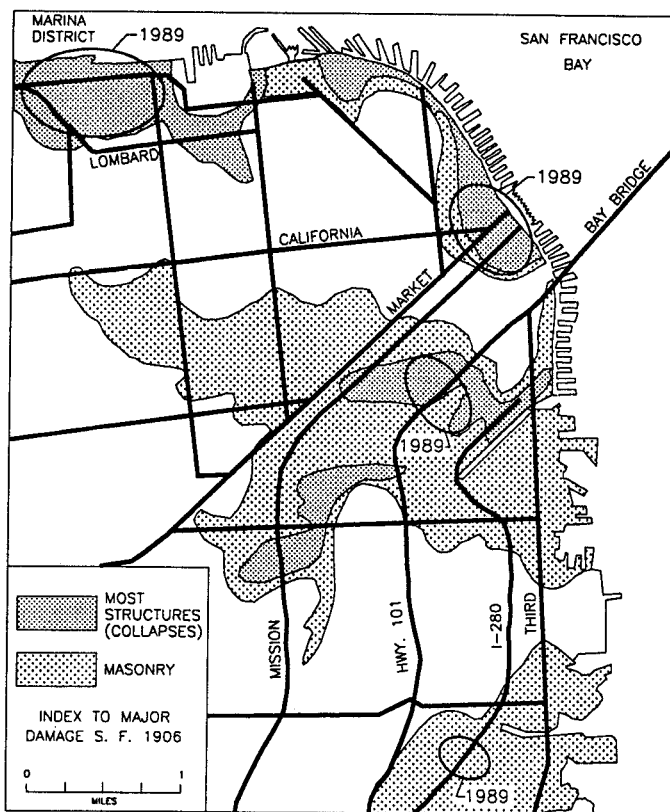 MARINA
DISTRICT
1989
SAN FRANCISCO
BAY
LOMBARD
1989
BAY BRIDGE
CALIFORNIA
MARKET
1989
MISSION
HWY. 101
I-280
THIRD
MOST
STRUCTURES
(COLLAPSES)
MASONRY
INDEX TO MAJOR
DAMAGE S. F. 1906
0 1
MILES
1989